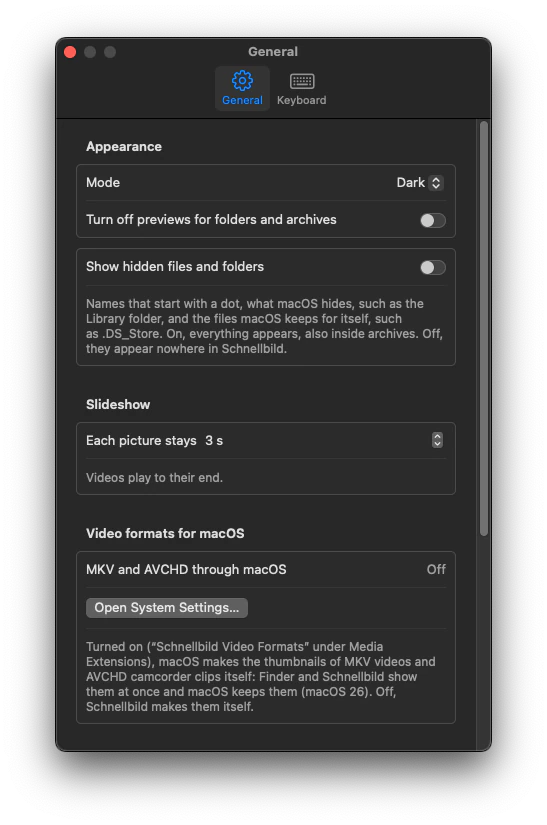 General
General
Keyboard
Appearance
Mode
Dark
Turn off previews for folders and archives
Show hidden files and folders
Names that start with a dot, what macOS hides, such as the
Library folder, and the files macOS keeps for itself, such
as .DS_Store. On, everything appears, also inside archives. Off,
they appear nowhere in Schnellbild.
Slideshow
Each picture stays 3 s
Videos play to their end.
Video formats for macOS
MKV and AVCHD through macOS
Off
Open System Settings...
Turned on (“Schnellbild Video Formats” under Media
Extensions), macOS makes the thumbnails of MKV videos and
AVCHD camcorder clips itself: Finder and Schnellbild show
them at once and macOS keeps them (macOS 26). Off,
Schnellbild makes them itself.